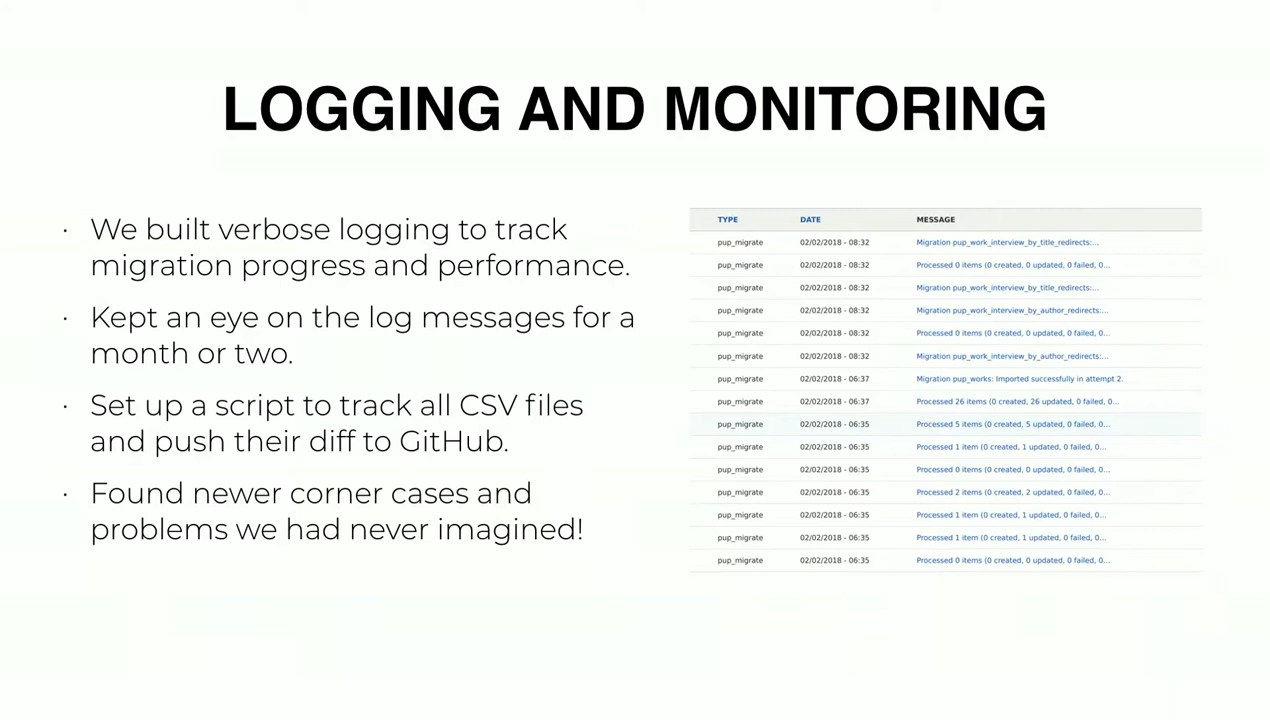 LOGGING AND MONITORING
· We built verbose logging to track
migration progress and performance.
· Kept an eye on the log messages for a
month or two.
· Set up a script to track all CSV files
and push their diff to GitHub.
· Found newer corner cases and
problems we had never imagined!
TYPE DATE MESSAGE
pup_migrate 02/02/2018 - 08:32 Migration pup_work_interview_by_title_redirects:...
pup_migrate 02/02/2018 - 08:32 Processed 0 items (0 created, 0 updated, 0 failed, 0...
pup_migrate 02/02/2018 - 08:32 Migration pup_work_interview_by_title_redirects:...
pup_migrate 02/02/2018 - 08:32 Migration pup_work_interview_by_author_redirects:...
pup_migrate 02/02/2018 - 08:32 Processed 0 items (0 created, 0 updated, 0 failed, 0...
pup_migrate 02/02/2018 - 08:32 Migration pup_work_interview_by_author_redirects:...
pup_migrate 02/02/2018 - 06:37 Migration pup_works: Imported successfully in attempt 2.
pup_migrate 02/02/2018 - 06:37 Processed 26 items (0 created, 26 updated, 0 failed, 0...
pup_migrate 02/02/2018 - 06:35 Processed 5 items (0 created, 5 updated, 0 failed, 0...
pup_migrate 02/02/2018 - 06:35 Processed 1 item (0 created, 1 updated, 0 failed, 0...
pup_migrate 02/02/2018 - 06:35 Processed 0 items (0 created, 0 updated, 0 failed, 0...
pup_migrate 02/02/2018 - 06:35 Processed 2 items (0 created, 2 updated, 0 failed, 0...
pup_migrate 02/02/2018 - 06:35 Processed 1 item (0 created, 1 updated, 0 failed, 0...
pup_migrate 02/02/2018 - 06:35 Processed 1 item (0 created, 1 updated, 0 failed, 0...
pup_migrate 02/02/2018 - 06:35 Processed 0 items (0 created, 0 updated, 0 failed, 0...